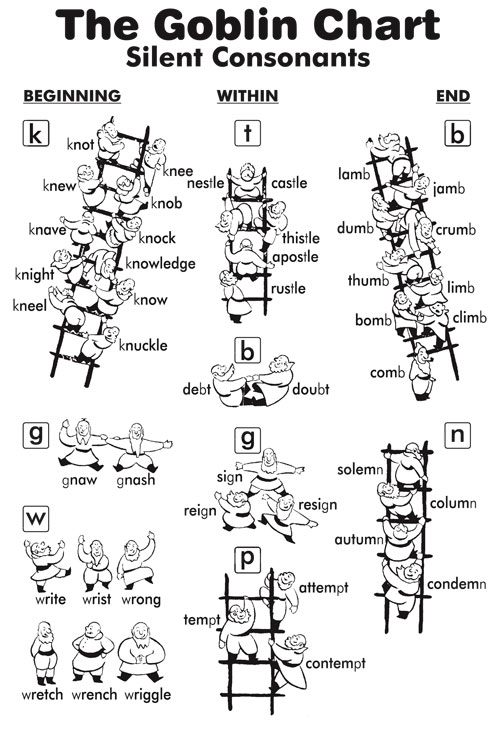 The Goblin Chart
Silent Consonants
BEGINNING
k
knot
knee
knew
knob
knave
knock
knowledge
knight
know
kneel
knuckle
g
gnaw gnash
w
write wrist wrong
wretch wrench wriggle
WITHIN
t
nestle castle
thistle
apostle
rustle
b
debt doubt
g
sign
reign resign
p
attempt
tempt
contempt
END
b
lamb
jamb
dumb crumb
thumb
limb
bomb climb
comb
n
solemn
column
autumn
condemn